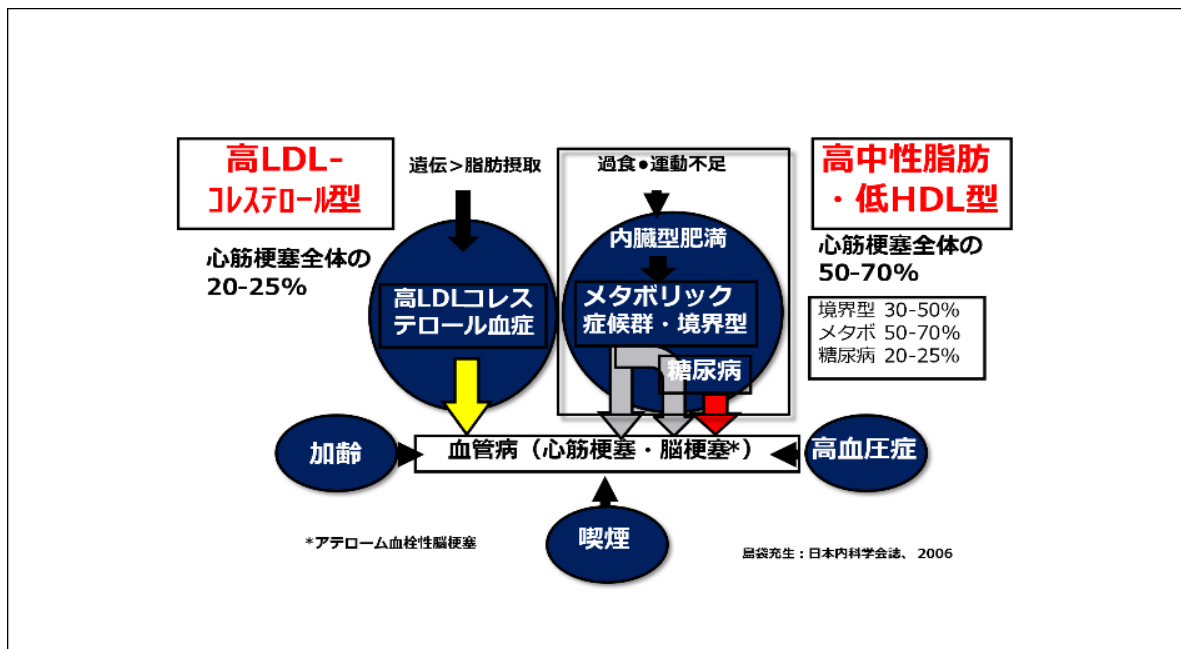 高LDL-
コレステロール型
心筋梗塞全体の
20-25%
遺伝>脂肪摂取
高LDLコレス
テロール血症
過食●運動不足
内臓型肥満
メタボリック
症候群・境界型
糖尿病
高中性脂肪
・低HDL型
心筋梗塞全体の
50-70%
境界型 30-50%
メタボ 50-70%
糖尿病 20-25%
加齢
血管病（心筋梗塞・脳梗塞*）
高血圧症
喫煙
*アテローム血栓性脳梗塞
島袋充生：日本内科学会誌、2006